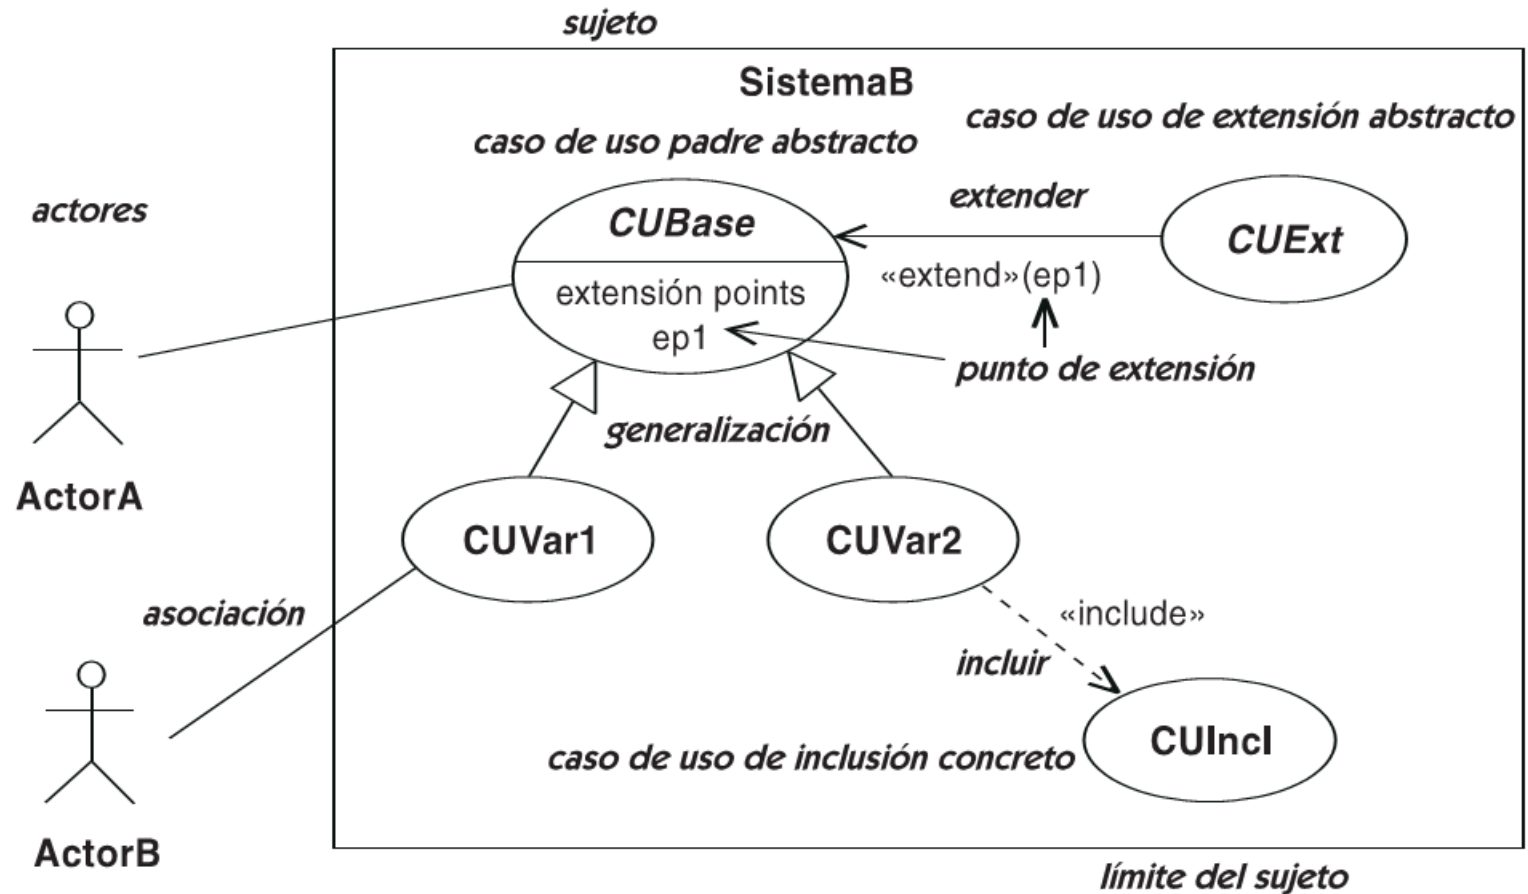 sujeto
SistemaB
caso de uso de extensión abstracto
caso de uso padre abstracto
actores
extender
CUBase
CUExt
«extend»(ep1)
extensión points
ep1
punto de extensión
generalización
ActorA
CUVar1
CUVar2
asociación
«include»
incluir
CUIncl
caso de uso de inclusión concreto
ActorB
límite del sujeto